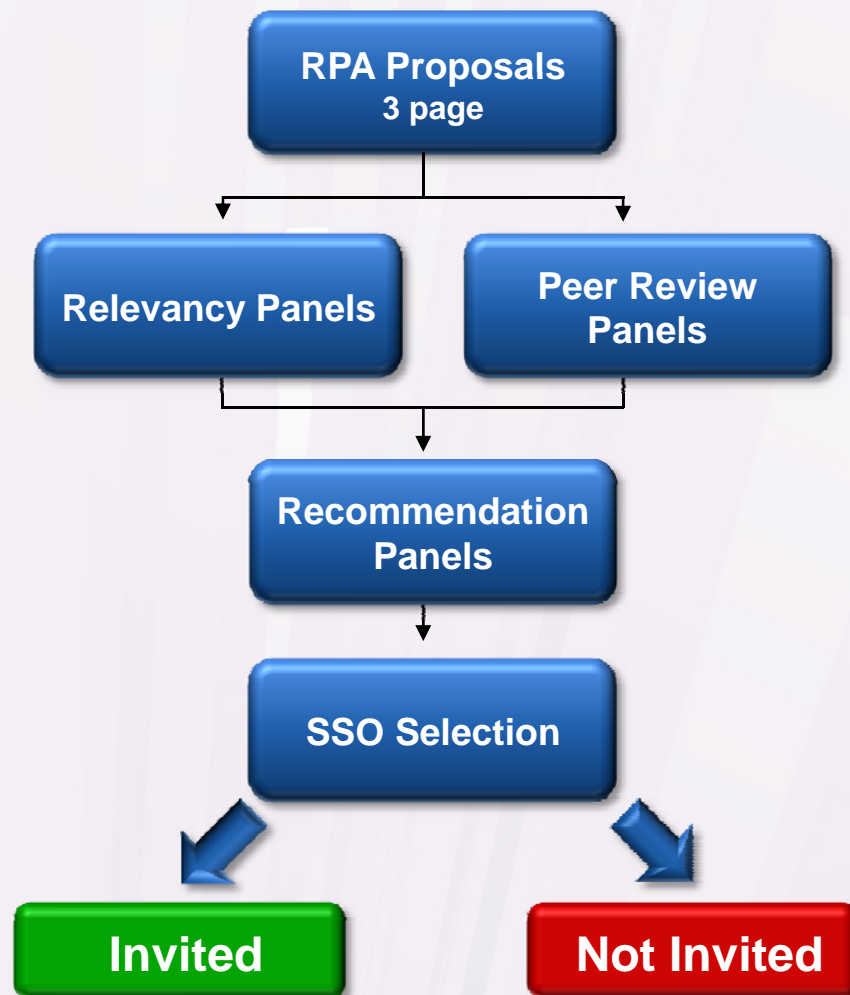 RPA Proposals
3 page
Relevancy Panels
Peer Review
Panels
Recommendation
Panels
SSO Selection
Invited
Not Invited